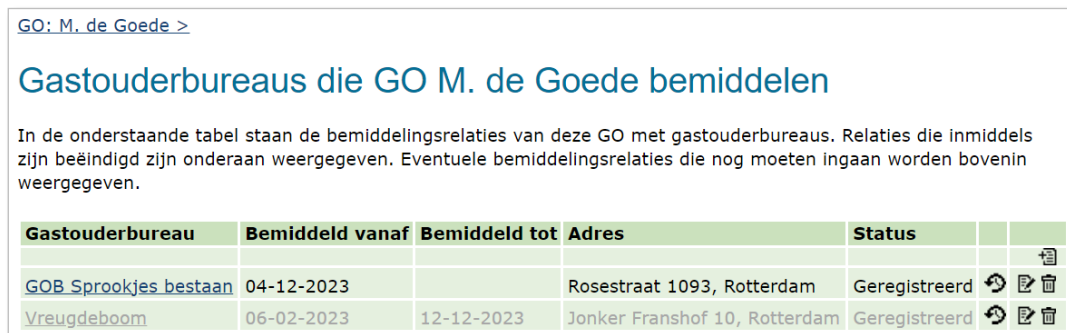 GO: M. de Goede >
Gastouderbureaus die GO M. de Goede bemiddelen
In de onderstaande tabel staan de bemiddelingsrelaties van deze GO met gastouderbureaus. Relaties die inmiddels
zijn beëindigd zijn onderaan weergegeven. Eventuele bemiddelingsrelaties die nog moeten ingaan worden bovenin
weergegeven.
Gastouderbureau Bemiddeld vanaf Bemiddeld tot Adres Status
GOB Sprookjes bestaan 04-12-2023 Rosestraat 1093, Rotterdam Geregistreerd
Vreugdeboom 06-02-2023 12-12-2023 Jonker Franshof 10, Rotterdam Geregistreerd